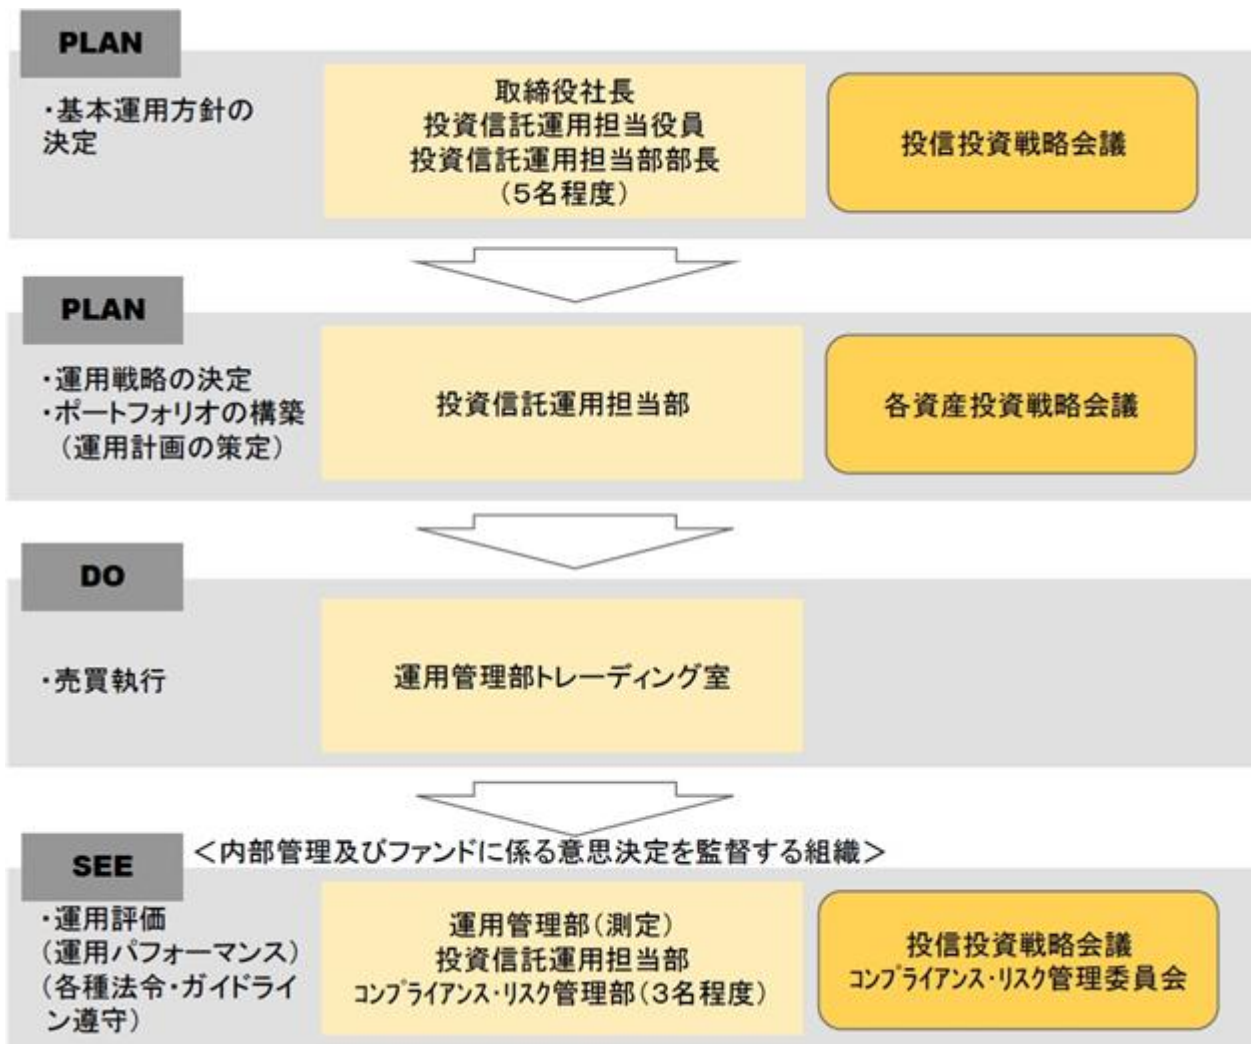 PLAN
・基本運用方針の
決定
取締役社長
投資信託運用担当役員
投資信託運用担当部部長
（5名程度）
投信投資戦略会議
PLAN
・運用戦略の決定
・ポートフォリオの構築
（運用計画の策定）
投資信託運用担当部
各資産投資戦略会議
DO
・売買執行
運用管理部トレーディング室
SEE
＜内部管理及びファンドに係る意思決定を監督する組織＞
・運用評価
（運用パフォーマンス）
（各種法令・ガイドライ
ン遵守）
運用管理部（測定）
投資信託運用担当部
ｺﾝﾌﾟﾗｲｱﾝｽ・ﾘｽｸ管理部（3名程度）
投信投資戦略会議
ｺﾝﾌﾟﾗｲｱﾝｽ・ﾘｽｸ管理委員会